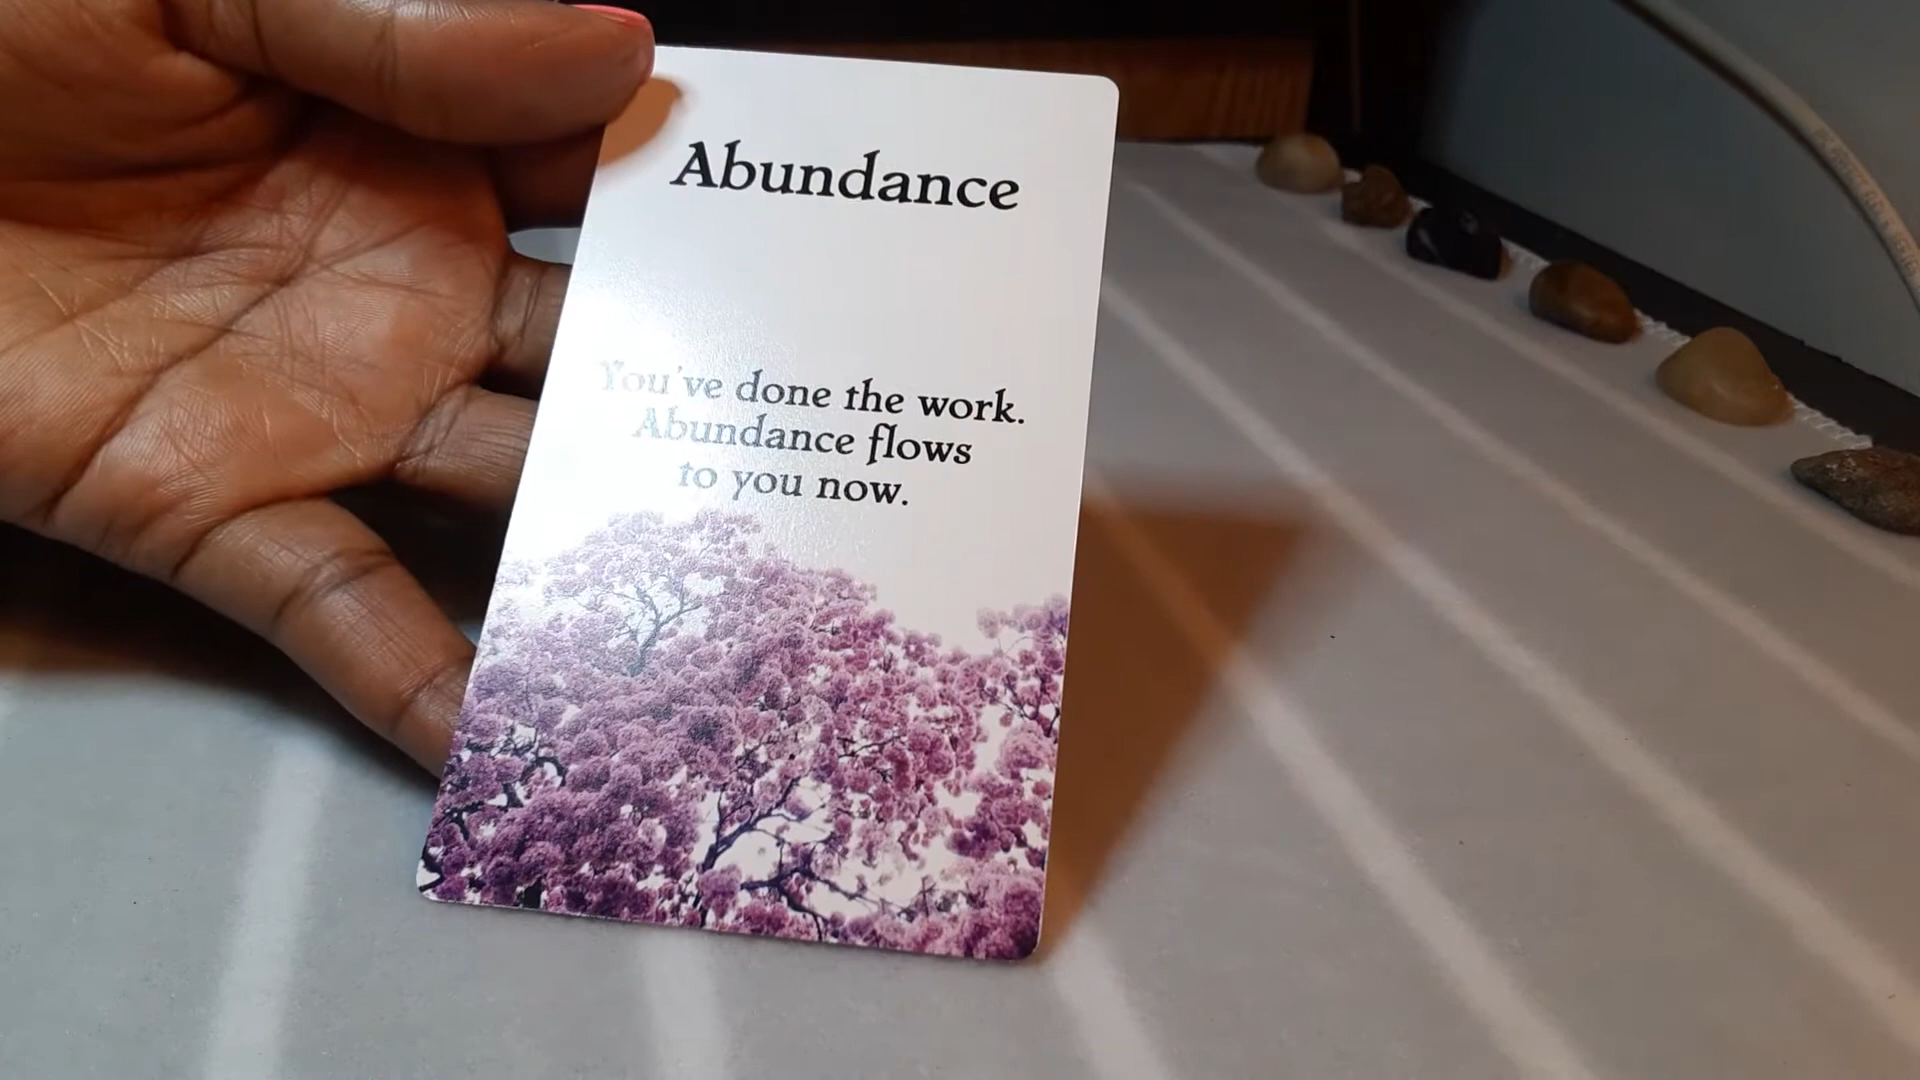 Abundance
You've done the work.
Abundance flows
to you now.